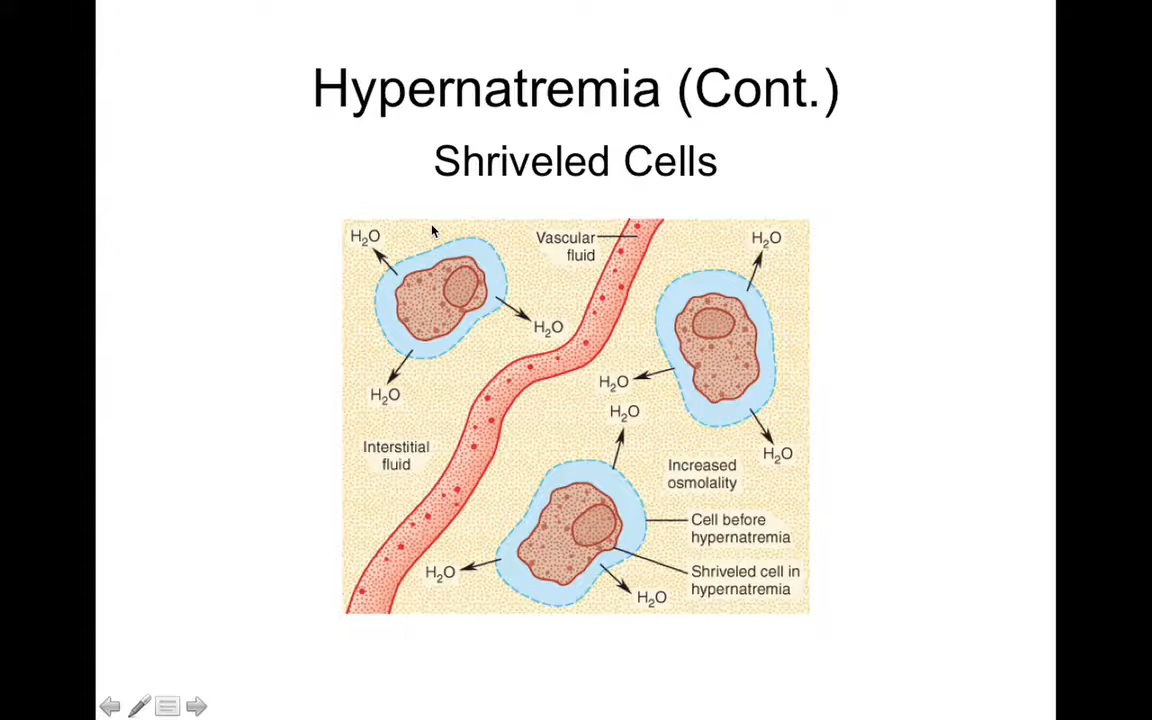 Hypernatremia (Cont.)
Shriveled Cells
H₂O
Vascular
fluid
H₂O
H₂O
H₂O
H₂O
H₂O
Interstitial
fluid
H₂O
Increased
osmolality
Cell before
hypernatremia
H₂O
Shriveled cell in
hypernatremia
H₂O